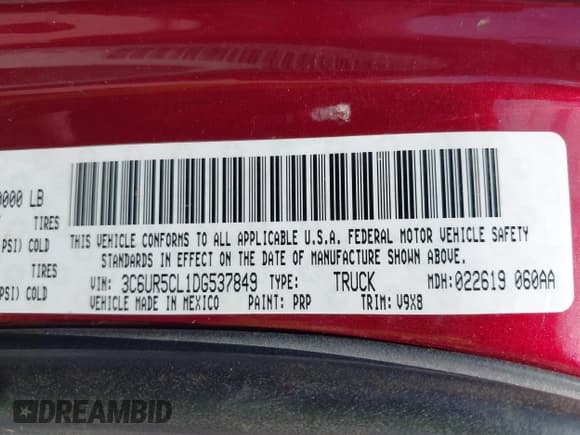 0000 LB
TIRES
PSI) COLD
TIRES
PSI) COLD
THIS VEHICLE CONFORMS TO ALL APPLICABLE U.S.A. FEDERAL MOTOR VEHICLE SAFETY
STANDARDS IN EFFECT ON THE DATE OF MANUFACTURE SHOWN ABOVE.
VIN: 3C6UR5CL1DG537849 TYPE: TRUCK MDH: 022619 060AA
VEHICLE MADE IN MEXICO PAINT: PRP TRIM: V9X8
DREAMBID